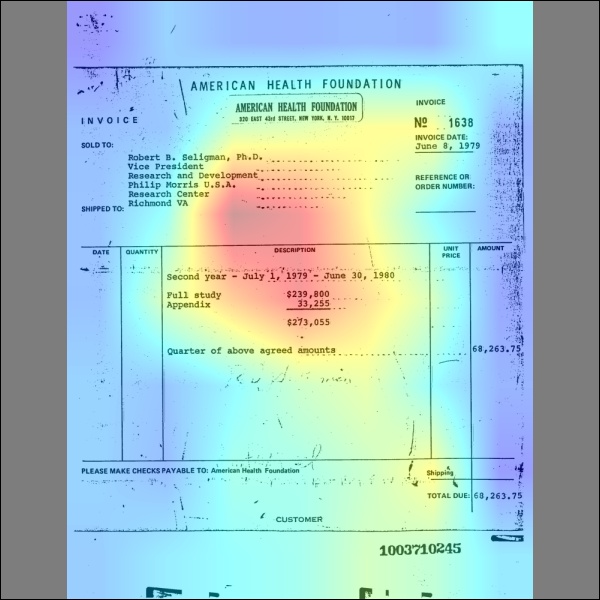 AMERICAN HEALTH FOUNDATION
AMERICAN HEALTH FOUNDATION
320 EAST 43rd STREET, NEW YORK, N. Y. 10017
INVOICE
INVOICE
Nº 1638
INVOICE DATE:
June 8, 1979
SOLD TO:
Robert B. Seligman, Ph.D.
Vice President
Research and Development
Philip Morris U.S.A.
Research Center
Richmond VA
REFERENCE OR
ORDER NUMBER:
SHIPPED TO:
DATE QUANTITY DESCRIPTION UNIT PRICE AMOUNT
Second year - July 1, 1979 - June 30, 1980
Full study $239,800
Appendix 33,255
$273,055
Quarter of above agreed amounts 68,263.75
PLEASE MAKE CHECKS PAYABLE TO: American Health Foundation
Shipping
TOTAL DUE: 68,263.75
CUSTOMER
1003710245